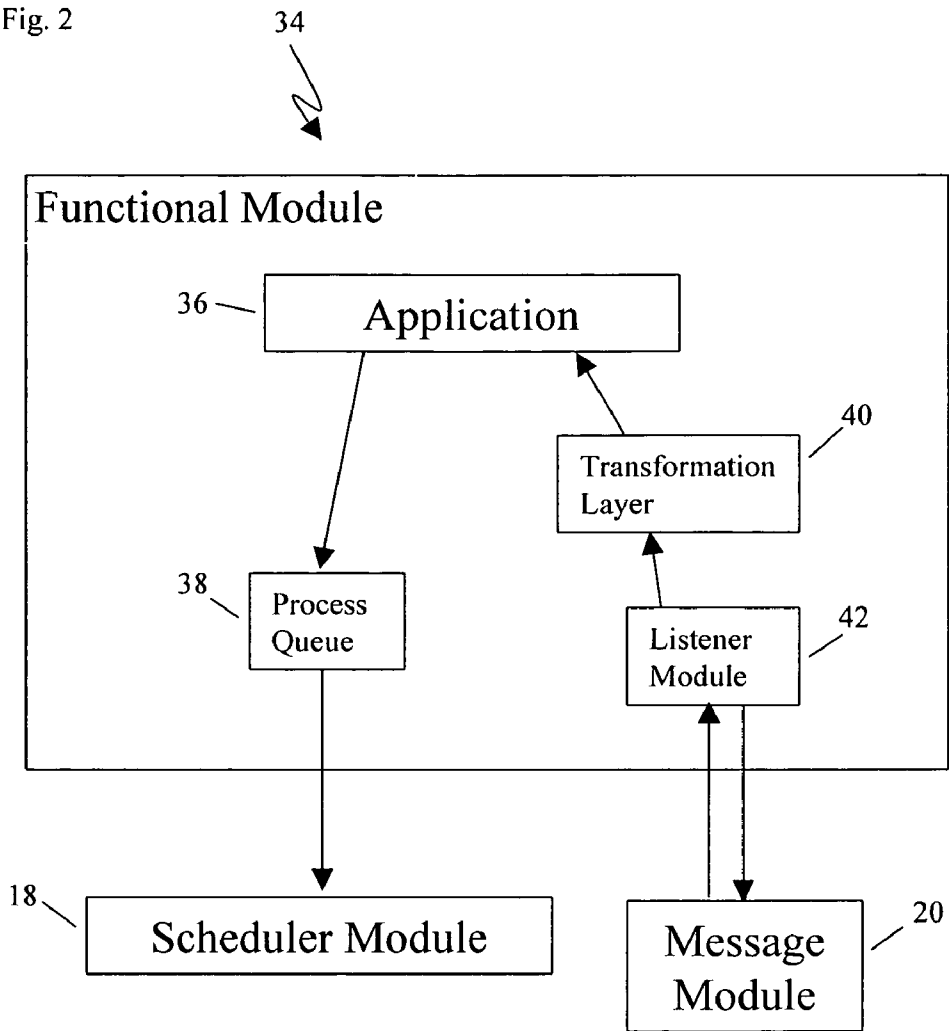 Fig. 2
34
Functional Module
36
Application
40
Transformation
Layer
38
Process
Queue
42
Listener
Module
18
Scheduler Module
20
Message
Module